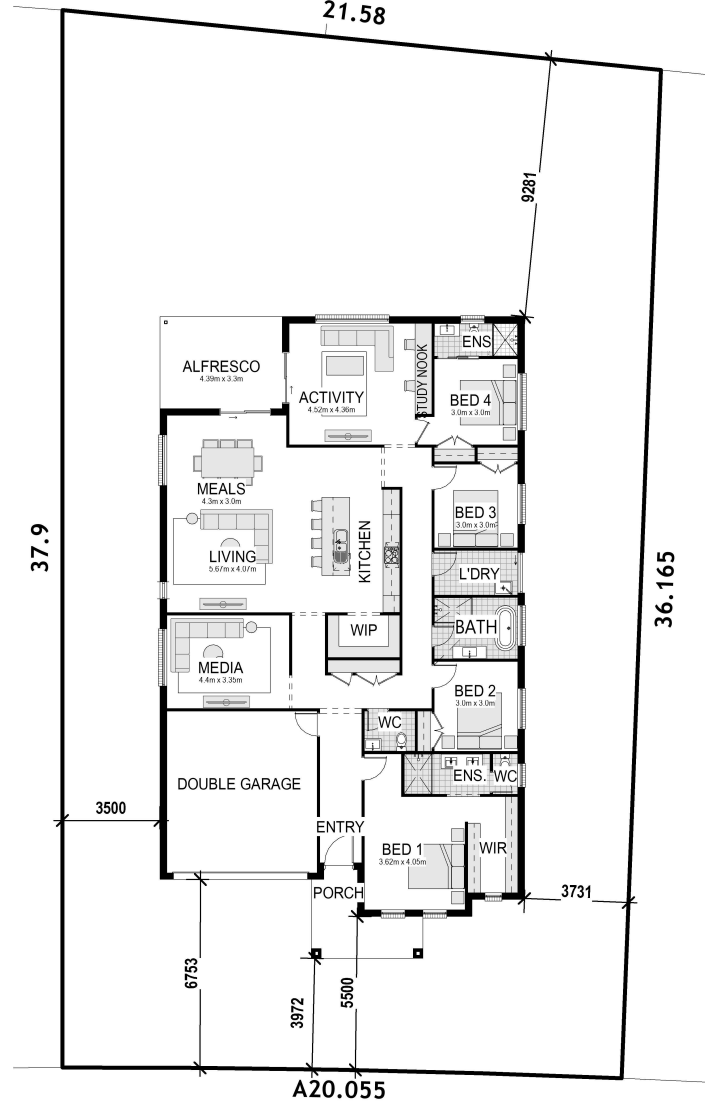 21.58
9281
ENS
ALFRESCO
4.39m x 3.3m
ACTIVITY
4.52m x 4.36m
STUDY NOOK
BED 4
3.0m x 3.0m
MEALS
4.3m x 3.0m
BED 3
3.0m x 3.0m
37.9
LIVING
5.67m x 4.07m
KITCHEN
L'DRY
36.165
WIP
BATH
MEDIA
4.4m x 3.35m
BED 2
3.0m x 3.0m
WC
DOUBLE GARAGE
ENS.
WC
3500
ENTRY
BED 1
3.62m x 4.05m
WIR
PORCH
3731
6753
3972
5500
A20.055